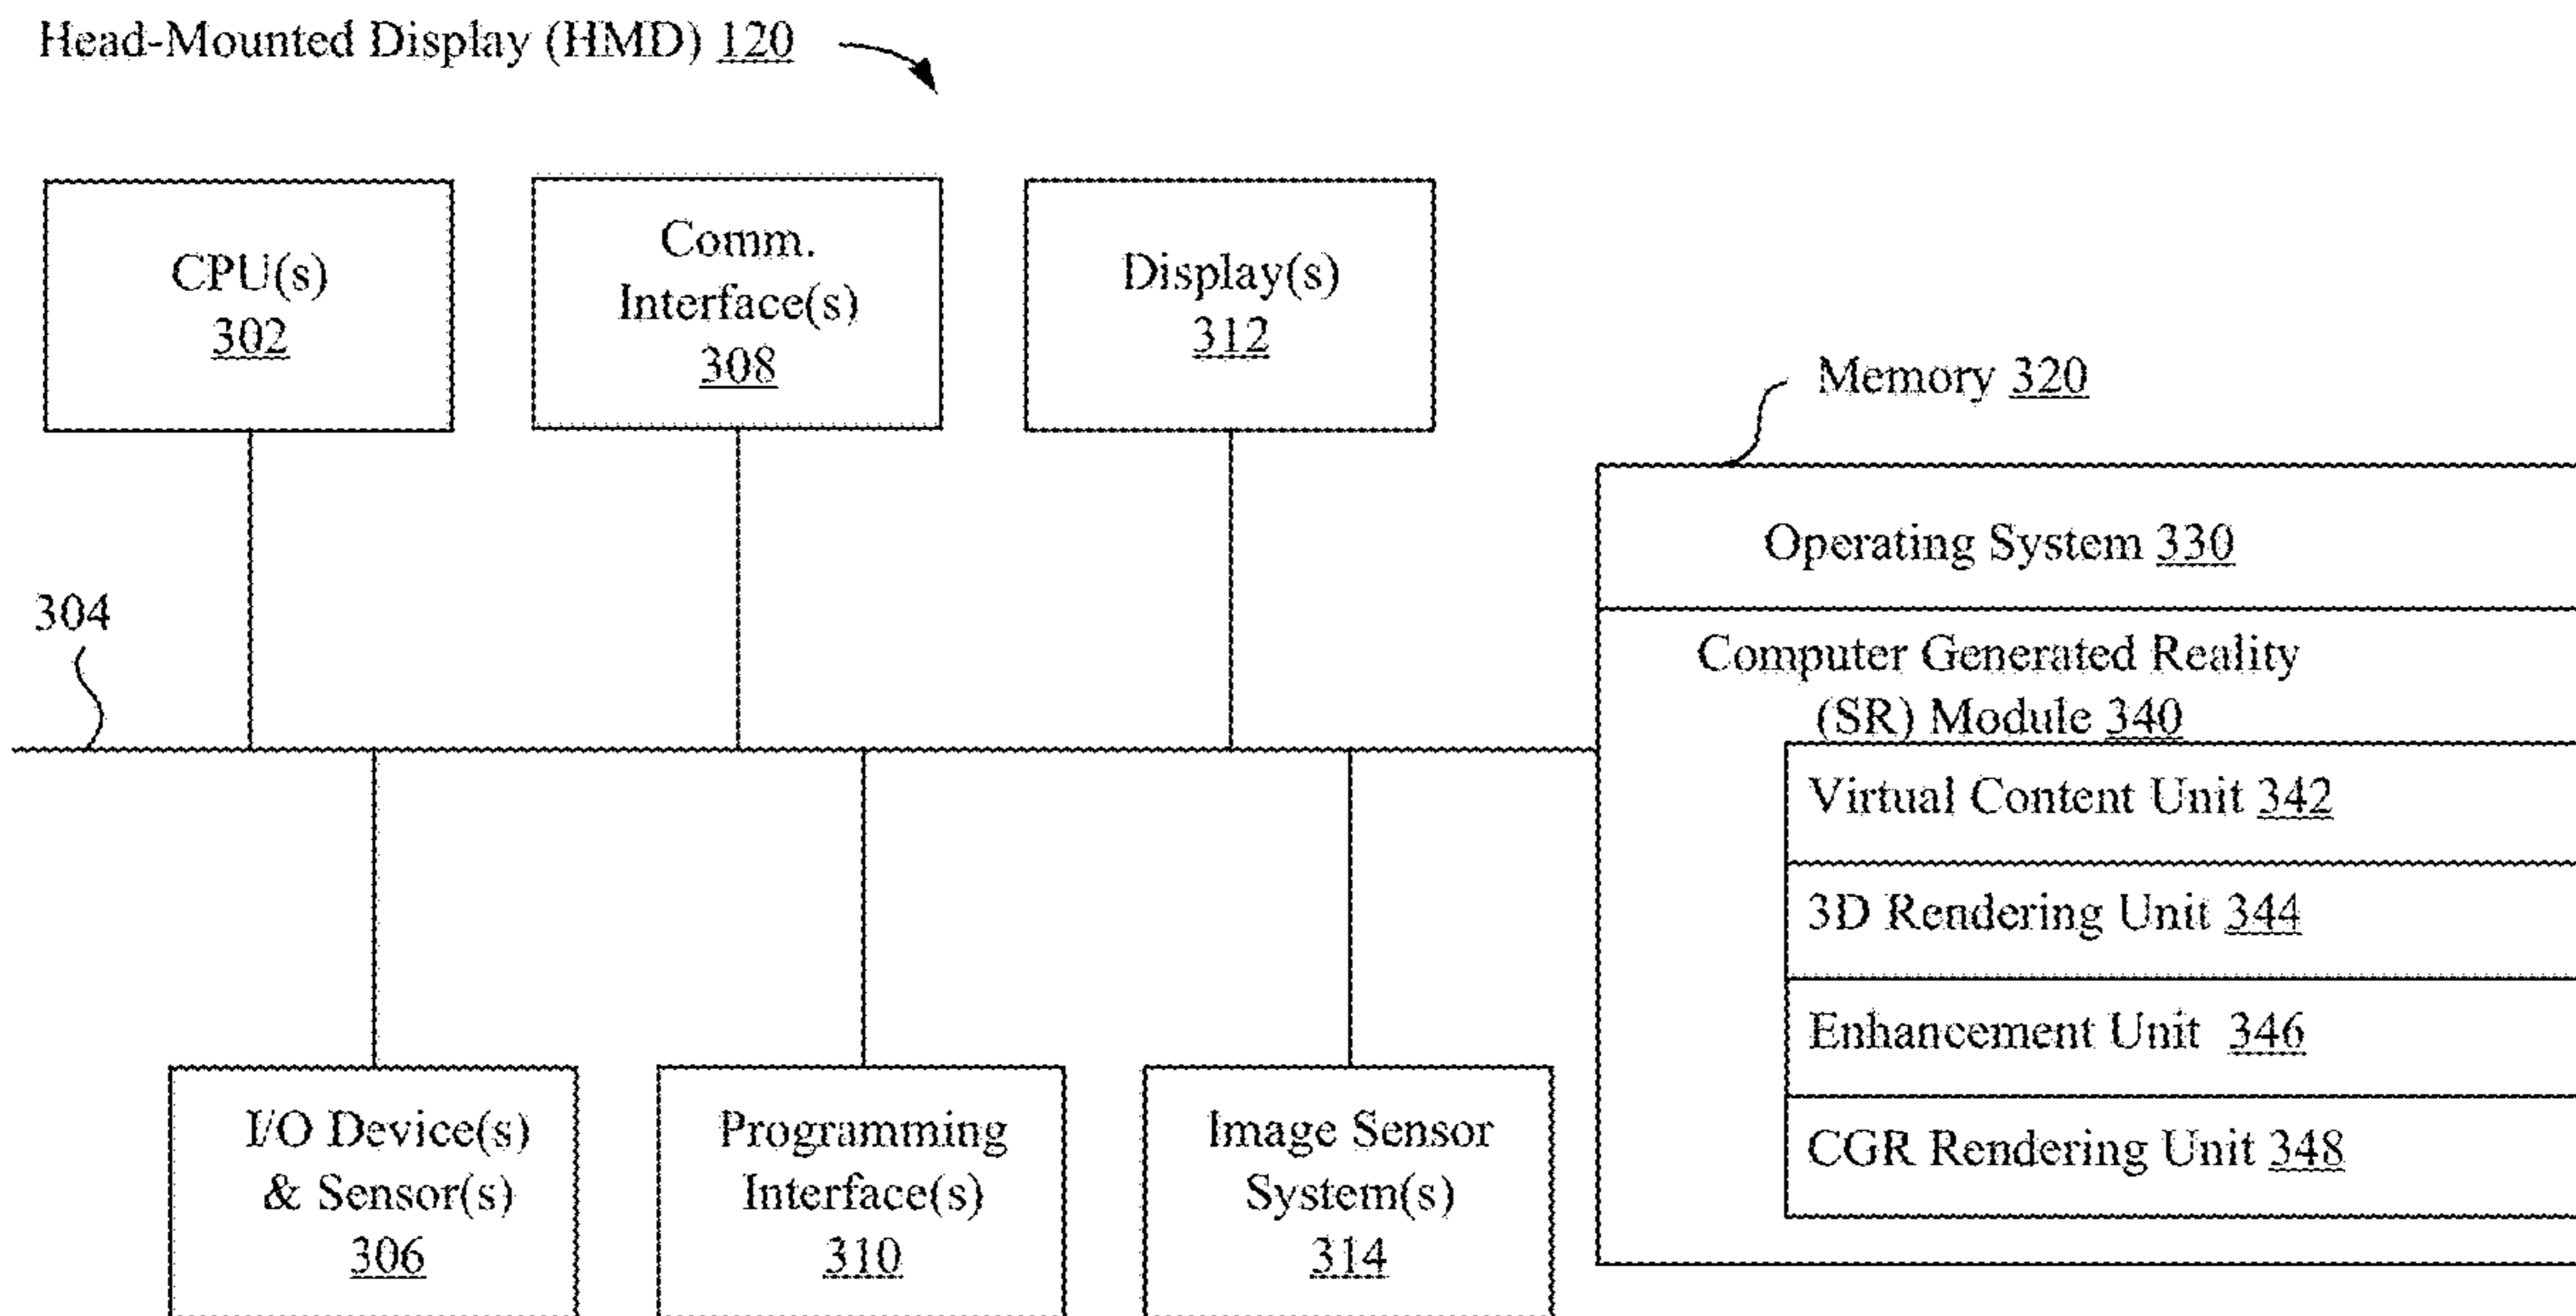 Head-Mounted Display (HMD) 120
CPU(s)
302
Comm.
Interface(s)
308
Display(s)
312
Memory 320
Operating System 330
Computer Generated Reality
(SR) Module 340
Virtual Content Unit 342
3D Rendering Unit 344
Enhancement Unit 346
CGR Rendering Unit 348
304
I/O Device(s)
& Sensor(s)
306
Programming
Interface(s)
310
Image Sensor
System(s)
314